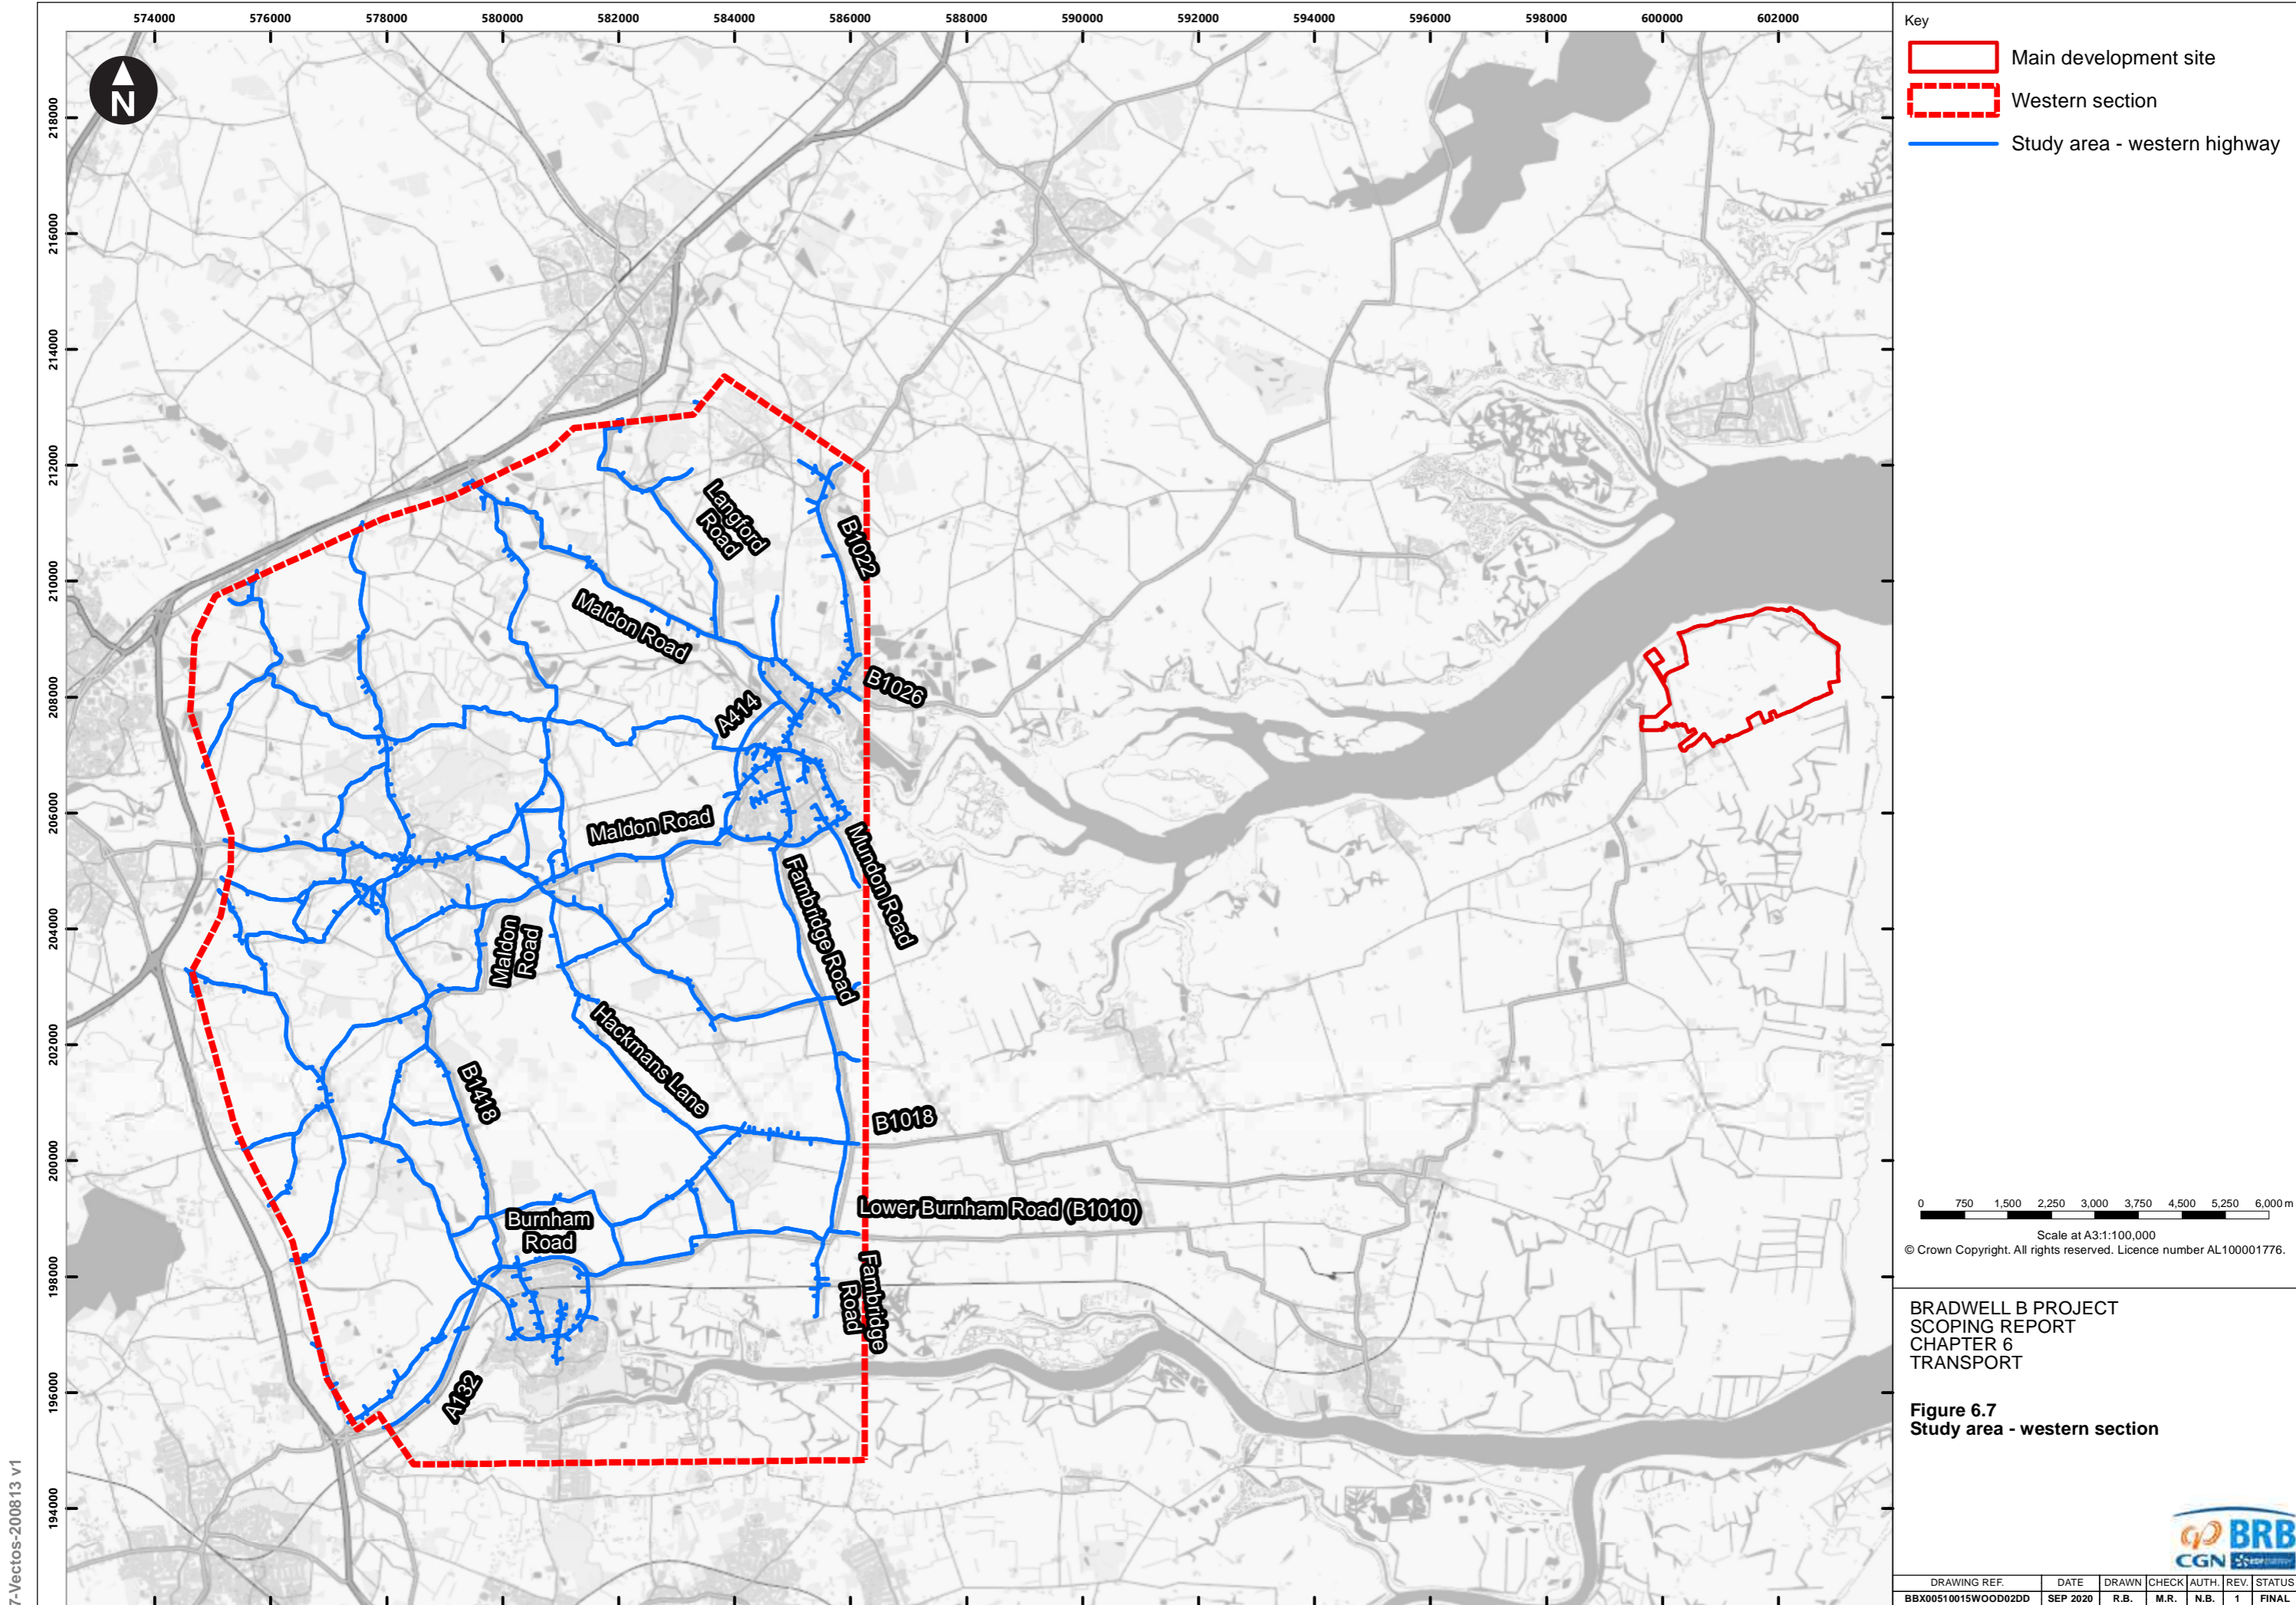 574000 576000 578000 580000 582000 584000 586000 588000 590000 592000 594000 596000 598000 600000 602000
218000
216000
214000
212000
210000
208000
206000
204000
202000
200000
198000
196000
194000
N
Langford
Road
B1022
Maldon Road
B1026
A414
Maldon Road
Mundon Road
Fambridge Road
Maldon
Road
Hackmans Lane
B1418
B1018
Lower Burnham Road (B1010)
Burnham
Road
Fambridge
Road
A132
Key
Main development site
Western section
Study area - western highway
0 750 1,500 2,250 3,000 3,750 4,500 5,250 6,000 m
Scale at A3:1:100,000
© Crown Copyright. All rights reserved. Licence number AL100001776.
BRADWELL B PROJECT
SCOPING REPORT
CHAPTER 6
TRANSPORT
Figure 6.7
Study area - western section
BRB
CGN edF ENERGY
DRAWING REF. DATE DRAWN CHECK AUTH. REV. STATUS
BBX00510015WOOD02DD SEP 2020 R.B. M.R. N.B. 1 FINAL
7-Vectos-200813 v1